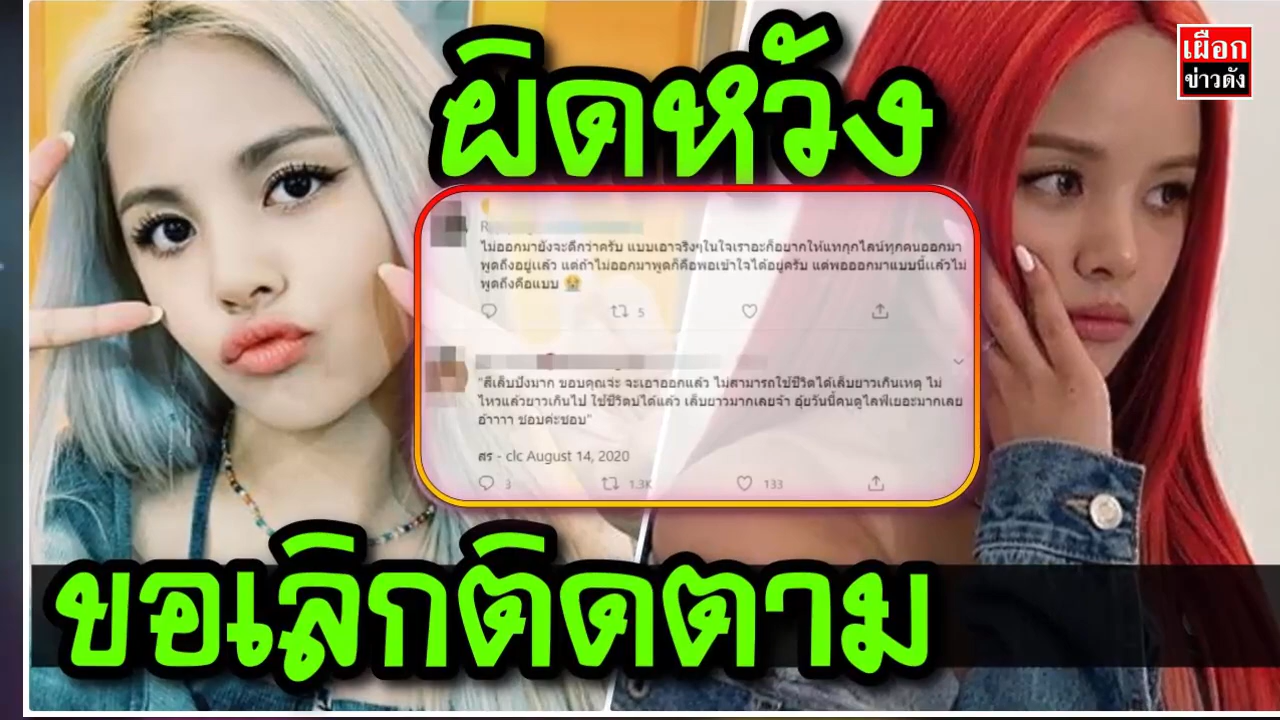 เผือก
ข่าวดัง
ผิดหวัง
ไม่ออกมายังจะดีกว่าครับ แบบเอาจริงๆในใจเราอะก็อยากให้แทกุกไลน์ทุกคนออกมา
พูดถึงอยู่แล้ว แต่ถ้าไม่ออกมาพูดก็คือพอเข้าใจได้อยู่ครับ แต่พอออกมาแบบนี้แล้วไม่
พูดถึงคือแบบ 😭
5
"สีเล็บปังมาก ขอบคุณจ่ะ จะเอาออกแล้ว ไม่สามารถใช้ชีวิตได้เล็บยาวเกินเหตุ ไม่
ไหวแล้วยาวเกินไป ใช้ชีวิตบ่ได้แล้ว เล็บยาวมากเลยจ้า อุ๋ยวันนี้คนดูไลฟ์เยอะมากเลย
อ๋าาาา ชอบค่ะชอบ"
สร - clc August 14, 2020
3 1.3K 133
ขอเลิกติดตาม